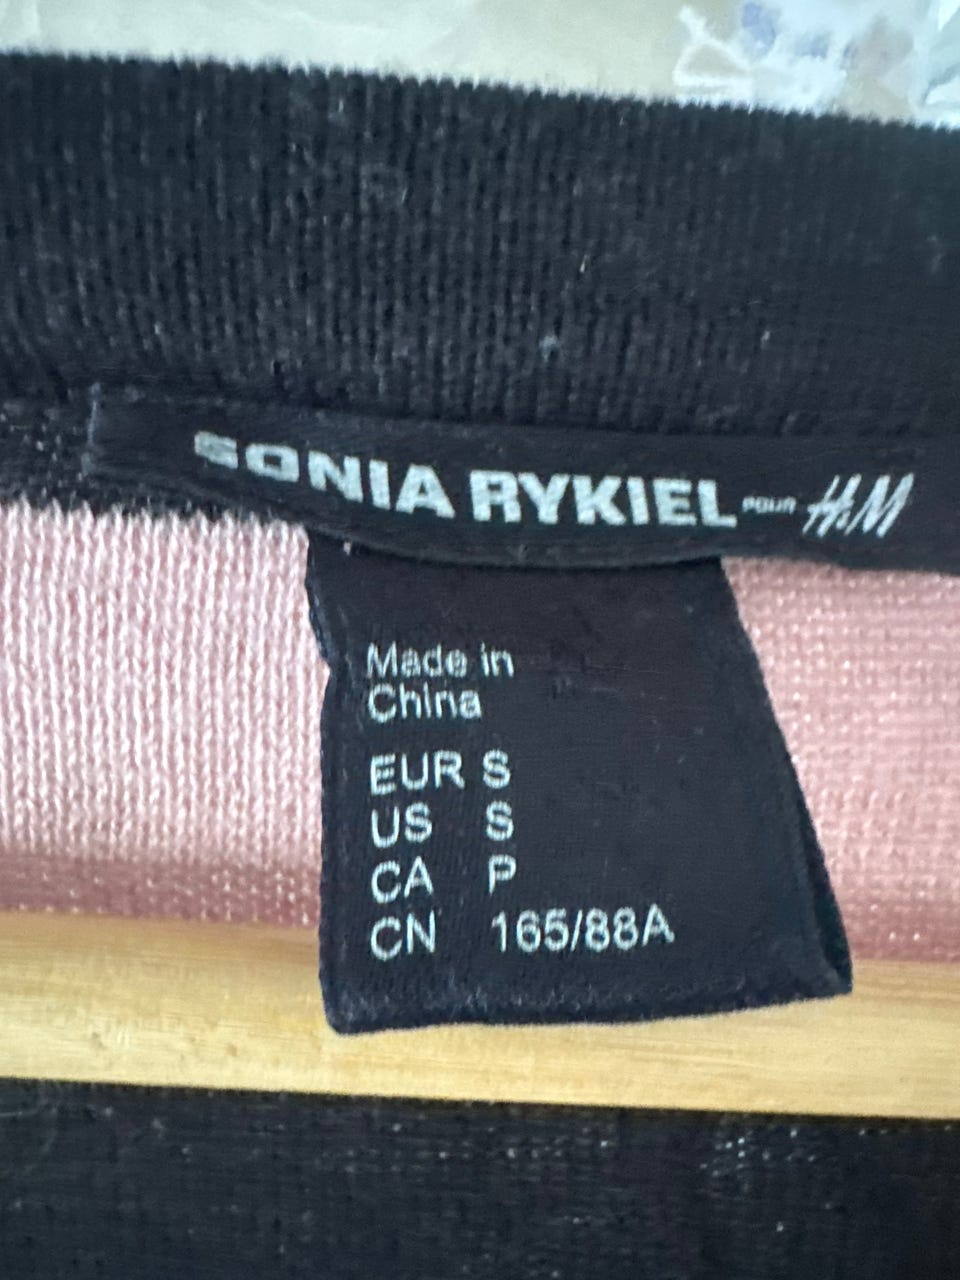 SONIA RYKIEL POUR H&M
Made in
China
EUR S
US S
CA P
CN 165/88A